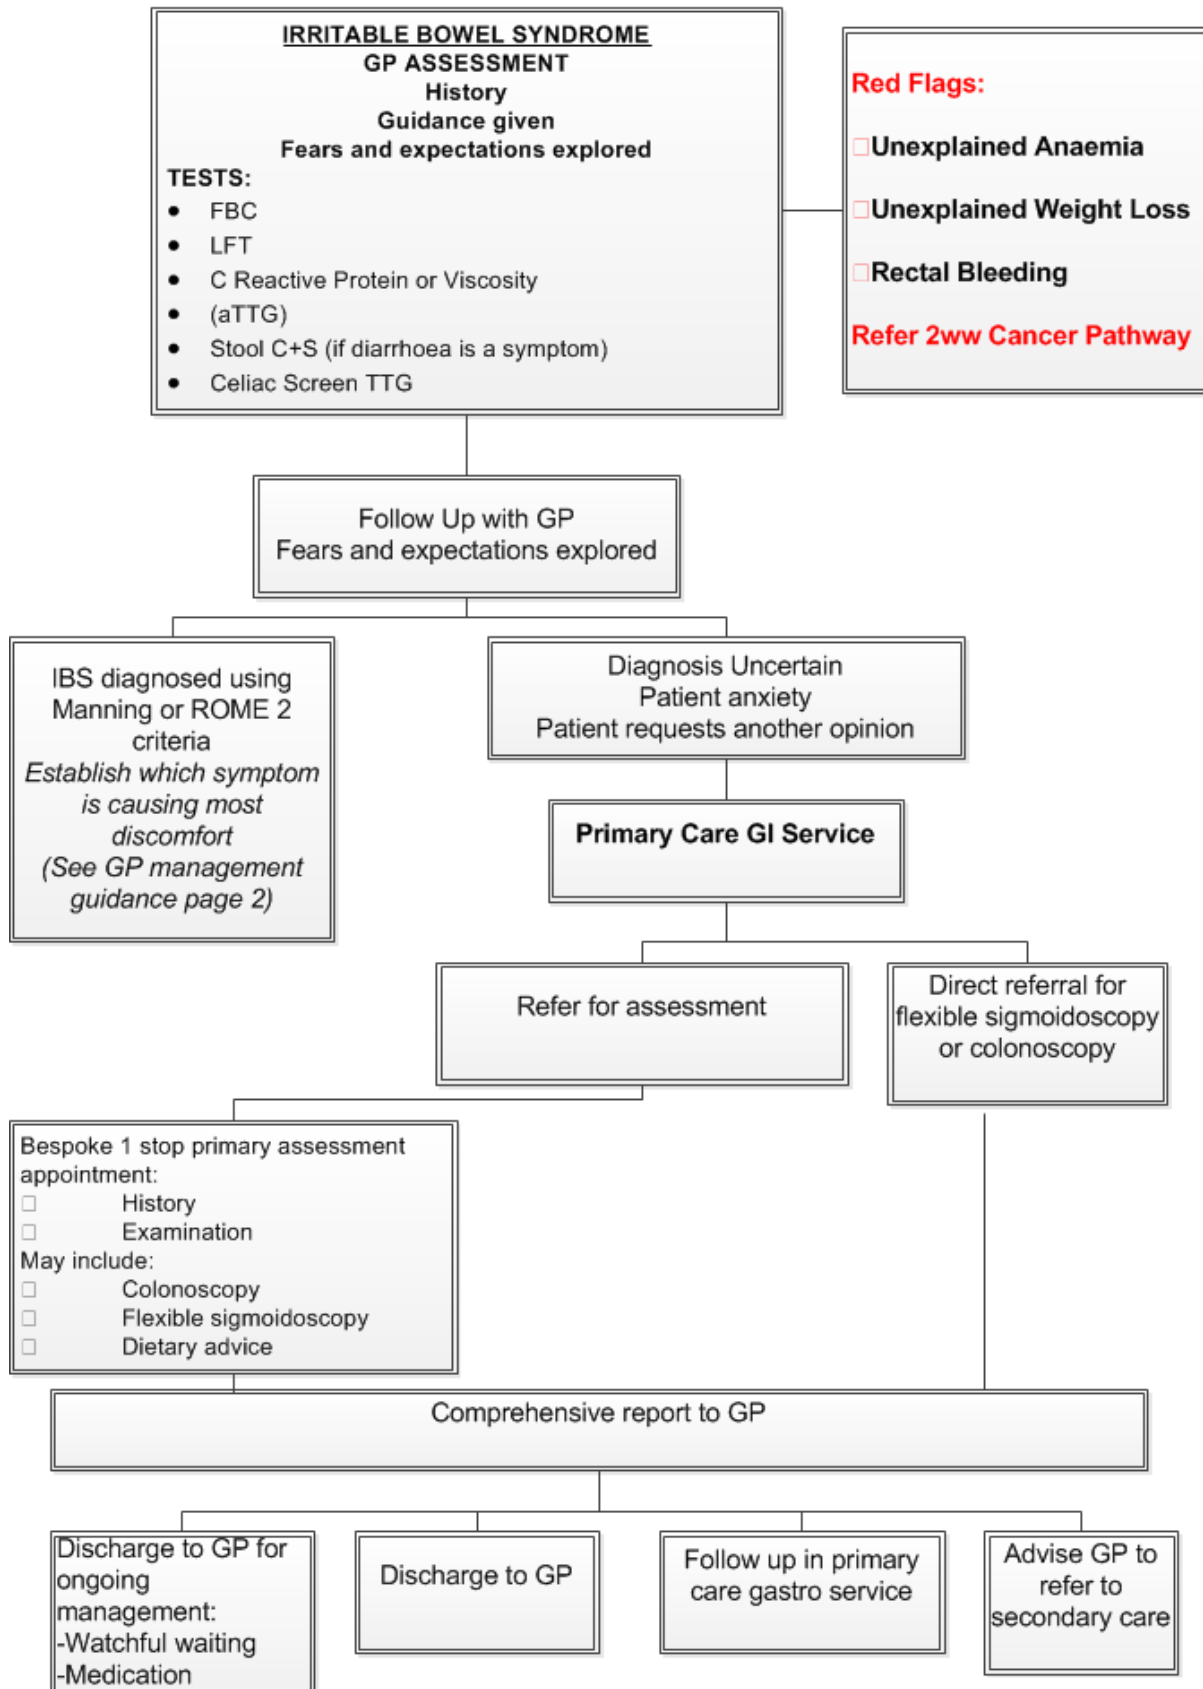 IRRITABLE BOWEL SYNDROME
GP ASSESSMENT
History
Guidance given
Fears and expectations explored
TESTS:
• FBC
• LFT
• C Reactive Protein or Viscosity
• (aTTG)
• Stool C+S (if diarrhoea is a symptom)
• Celiac Screen TTG
Red Flags:
□Unexplained Anaemia
□Unexplained Weight Loss
□Rectal Bleeding
Refer 2ww Cancer Pathway
Follow Up with GP
Fears and expectations explored
IBS diagnosed using
Manning or ROME 2
criteria
Establish which symptom
is causing most
discomfort
(See GP management
guidance page 2)
Diagnosis Uncertain
Patient anxiety
Patient requests another opinion
Primary Care GI Service
Refer for assessment
Direct referral for
flexible sigmoidoscopy
or colonoscopy
Bespoke 1 stop primary assessment
appointment:
□ History
□ Examination
May include:
□ Colonoscopy
□ Flexible sigmoidoscopy
□ Dietary advice
Comprehensive report to GP
Discharge to GP for
ongoing
management:
-Watchful waiting
-Medication
Discharge to GP
Follow up in primary
care gastro service
Advise GP to
refer to
secondary care